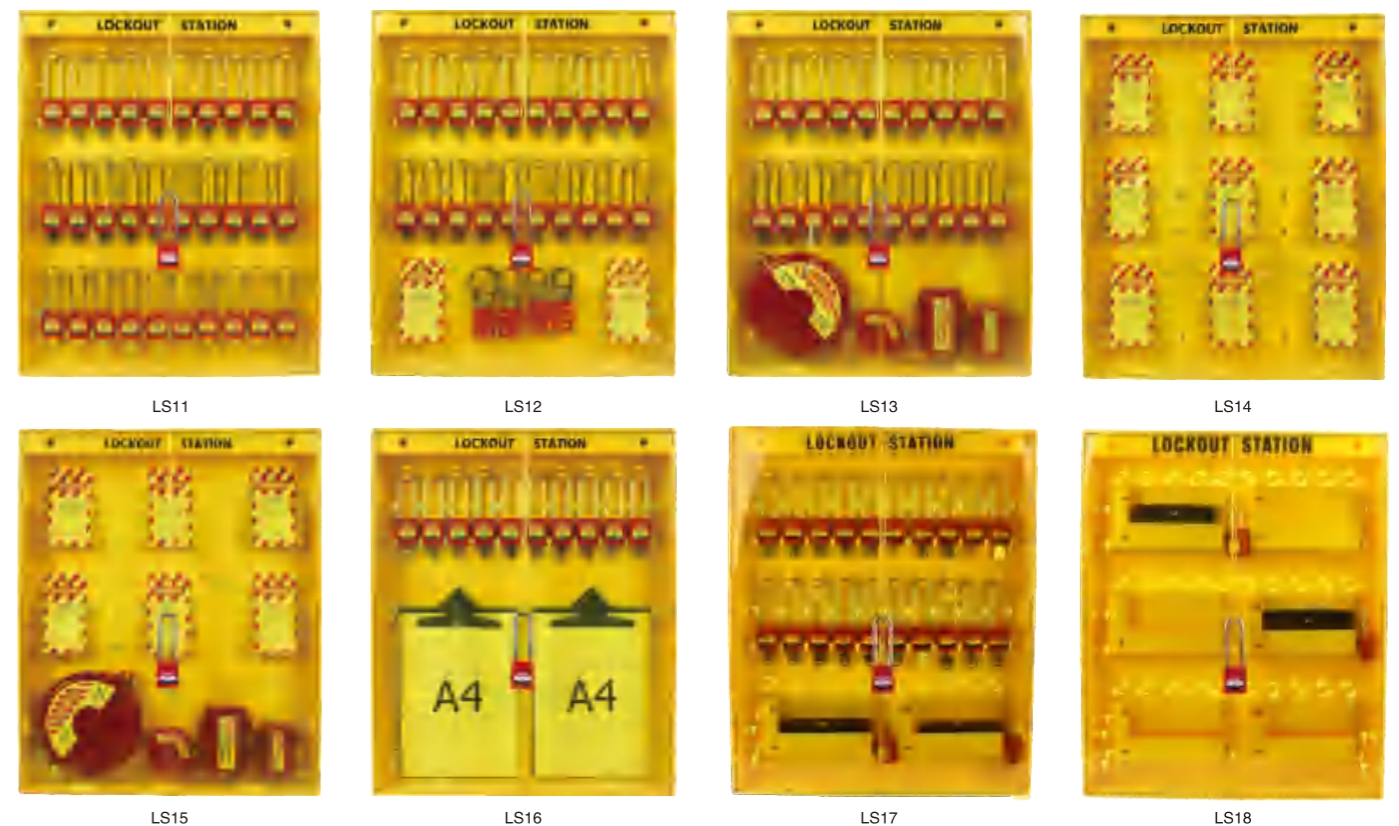 LOCKOUT STATION
LOCKOUT STATION
LOCKOUT STATION
LOCKOUT STATION
LS11
LS12
LS13
LS14
LOCKOUT STATION
LOCKOUT STATION
LOCKOUT STATION
LOCKOUT STATION
A4
A4
LS15
LS16
LS17
LS18